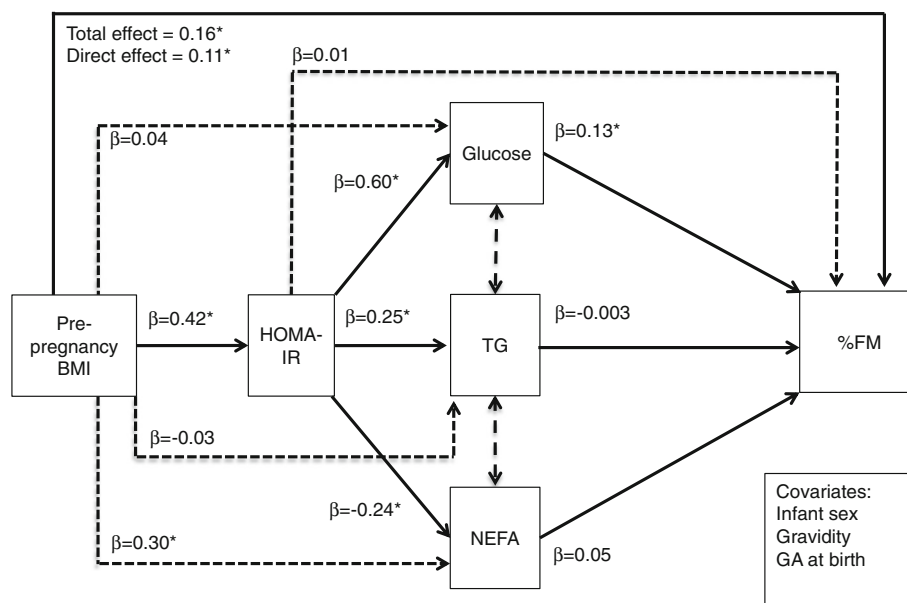 Total effect = 0.16*
Direct effect = 0.11*
β=0.01
β=0.04
Glucose
β=0.13*
β=0.60*
Pre-
pregnancy
BMI
β=0.42*
HOMA-
IR
β=0.25*
TG
β=-0.003
%FM
β=-0.03
β=-0.24*
NEFA
β=0.30*
β=0.05
Covariates:
Infant sex
Gravidity
GA at birth